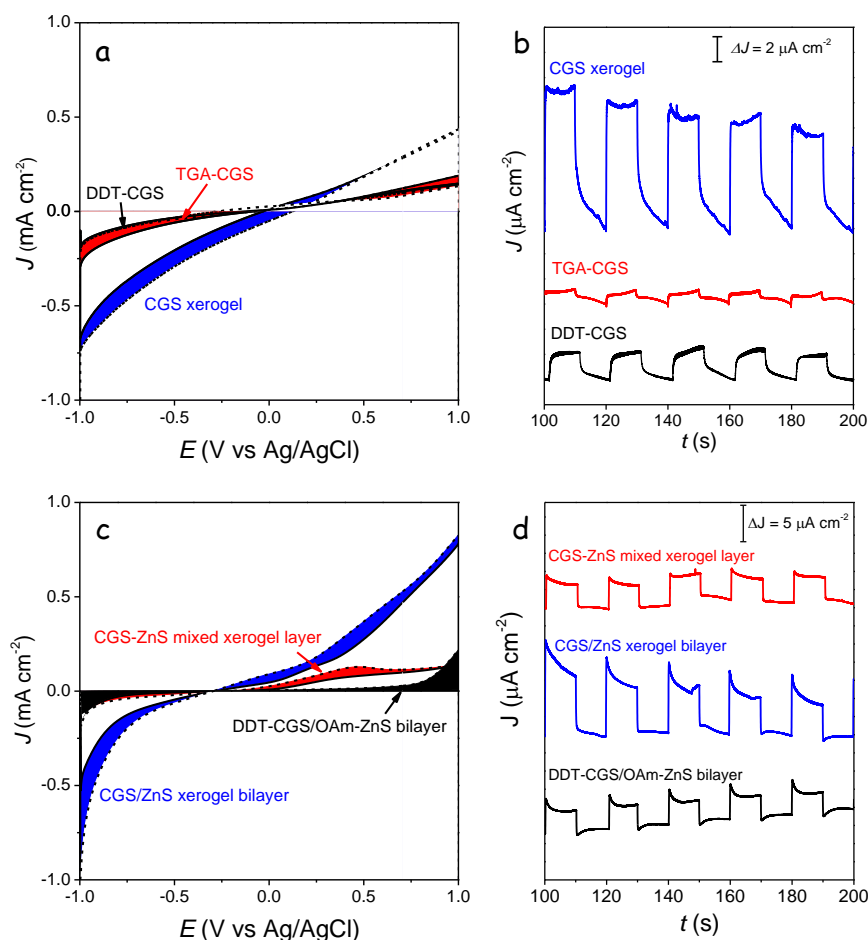 a
1.0
0.5
0.0
-0.5
-1.0
J (mA cm-2)
TGA-CGS
DDT-CGS
CGS xerogel
-1.0 -0.5 0.0 0.5 1.0
E (V vs Ag/AgCl)
b
ΔJ = 2 μA cm-2
CGS xerogel
TGA-CGS
DDT-CGS
J (μA cm-2)
100 120 140 160 180 200
t (s)
c
1.0
0.5
0.0
-0.5
-1.0
J (mA cm-2)
CGS-ZnS mixed xerogel layer
DDT-CGS/OAm-ZnS bilayer
CGS/ZnS xerogel bilayer
-1.0 -0.5 0.0 0.5 1.0
E (V vs Ag/AgCl)
d
ΔJ = 5 μA cm-2
CGS-ZnS mixed xerogel layer
CGS/ZnS xerogel bilayer
DDT-CGS/OAm-ZnS bilayer
J (μA cm-2)
100 120 140 160 180 200
t (s)